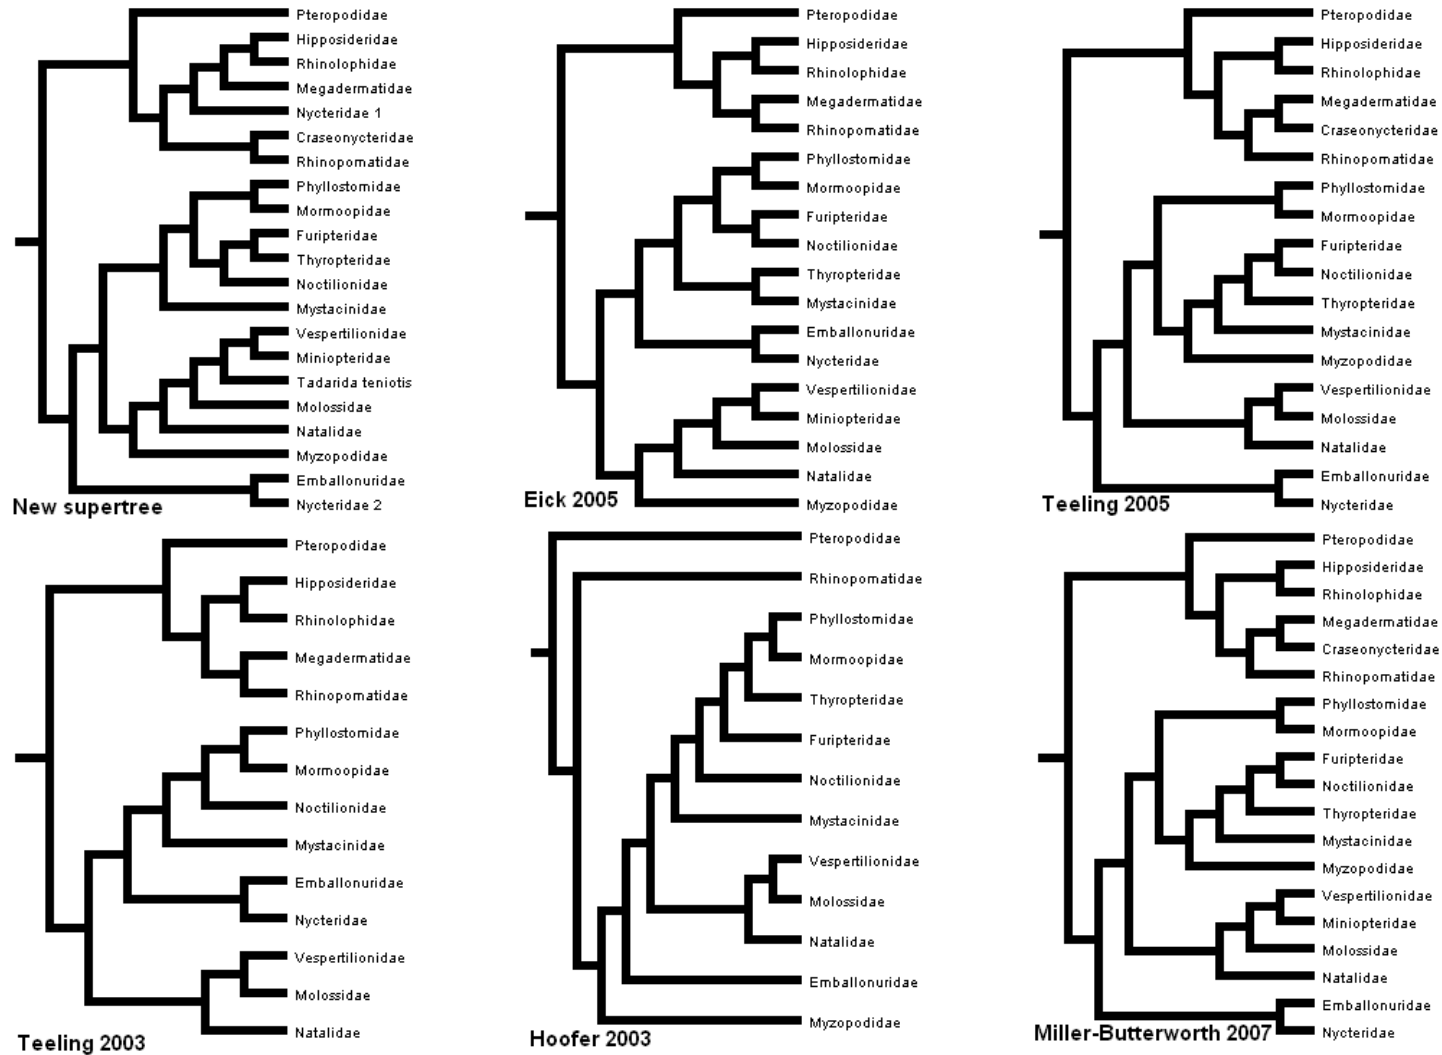 Pteropodidae
Hipposideridae
Rhinolophidae
Megadermatidae
Nycteridae 1
Craseonycteridae
Rhinopomatidae
Phyllostomidae
Mormoopidae
Furipteridae
Thyropteridae
Noctilionidae
Mystacinidae
Vespertilionidae
Miniopteridae
Tadarida teniotis
Molossidae
Natalidae
Myzopodidae
Emballonuridae
Nycteridae 2
New supertree
Pteropodidae
Hipposideridae
Rhinolophidae
Megadermatidae
Rhinopomatidae
Phyllostomidae
Mormoopidae
Furipteridae
Noctilionidae
Thyropteridae
Mystacinidae
Emballonuridae
Nycteridae
Vespertilionidae
Miniopteridae
Molossidae
Natalidae
Myzopodidae
Eick 2005
Pteropodidae
Hipposideridae
Rhinolophidae
Megadermatidae
Craseonycteridae
Rhinopomatidae
Phyllostomidae
Mormoopidae
Furipteridae
Noctilionidae
Thyropteridae
Mystacinidae
Myzopodidae
Vespertilionidae
Molossidae
Natalidae
Emballonuridae
Nycteridae
Teeling 2005
Pteropodidae
Hipposideridae
Rhinolophidae
Megadermatidae
Rhinopomatidae
Phyllostomidae
Mormoopidae
Noctilionidae
Mystacinidae
Emballonuridae
Nycteridae
Vespertilionidae
Molossidae
Natalidae
Teeling 2003
Pteropodidae
Rhinopomatidae
Phyllostomidae
Mormoopidae
Thyropteridae
Furipteridae
Noctilionidae
Mystacinidae
Vespertilionidae
Molossidae
Natalidae
Emballonuridae
Myzopodidae
Hoofer 2003
Pteropodidae
Hipposideridae
Rhinolophidae
Megadermatidae
Craseonycteridae
Rhinopomatidae
Phyllostomidae
Mormoopidae
Furipteridae
Noctilionidae
Thyropteridae
Mystacinidae
Myzopodidae
Vespertilionidae
Miniopteridae
Molossidae
Natalidae
Emballonuridae
Nycteridae
Miller-Butterworth 2007